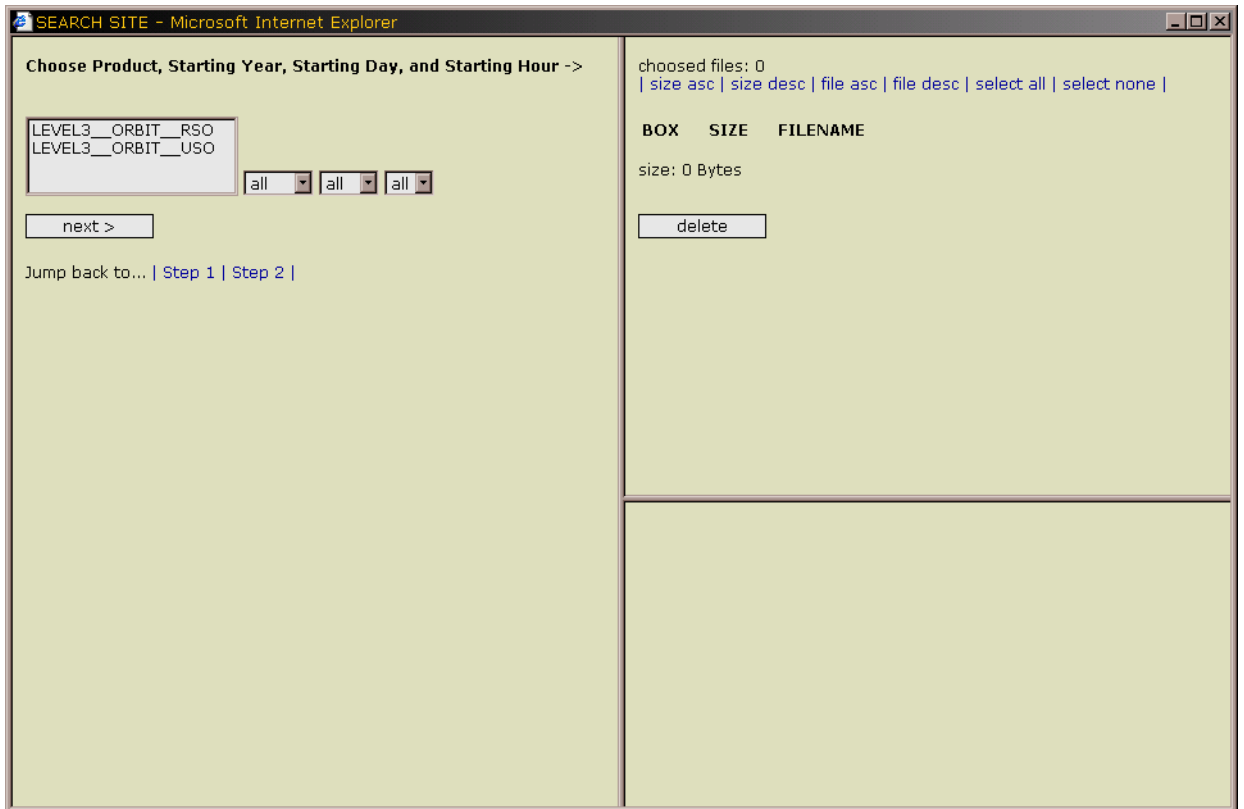 SEARCH SITE - Microsoft Internet Explorer
Choose Product, Starting Year, Starting Day, and Starting Hour ->
LEVEL3__ORBIT__RSO
LEVEL3__ORBIT__USO
all all all
next >
Jump back to... | Step 1 | Step 2 |
choosed files: 0
| size asc | size desc | file asc | file desc | select all | select none |
BOX SIZE FILENAME
size: 0 Bytes
delete